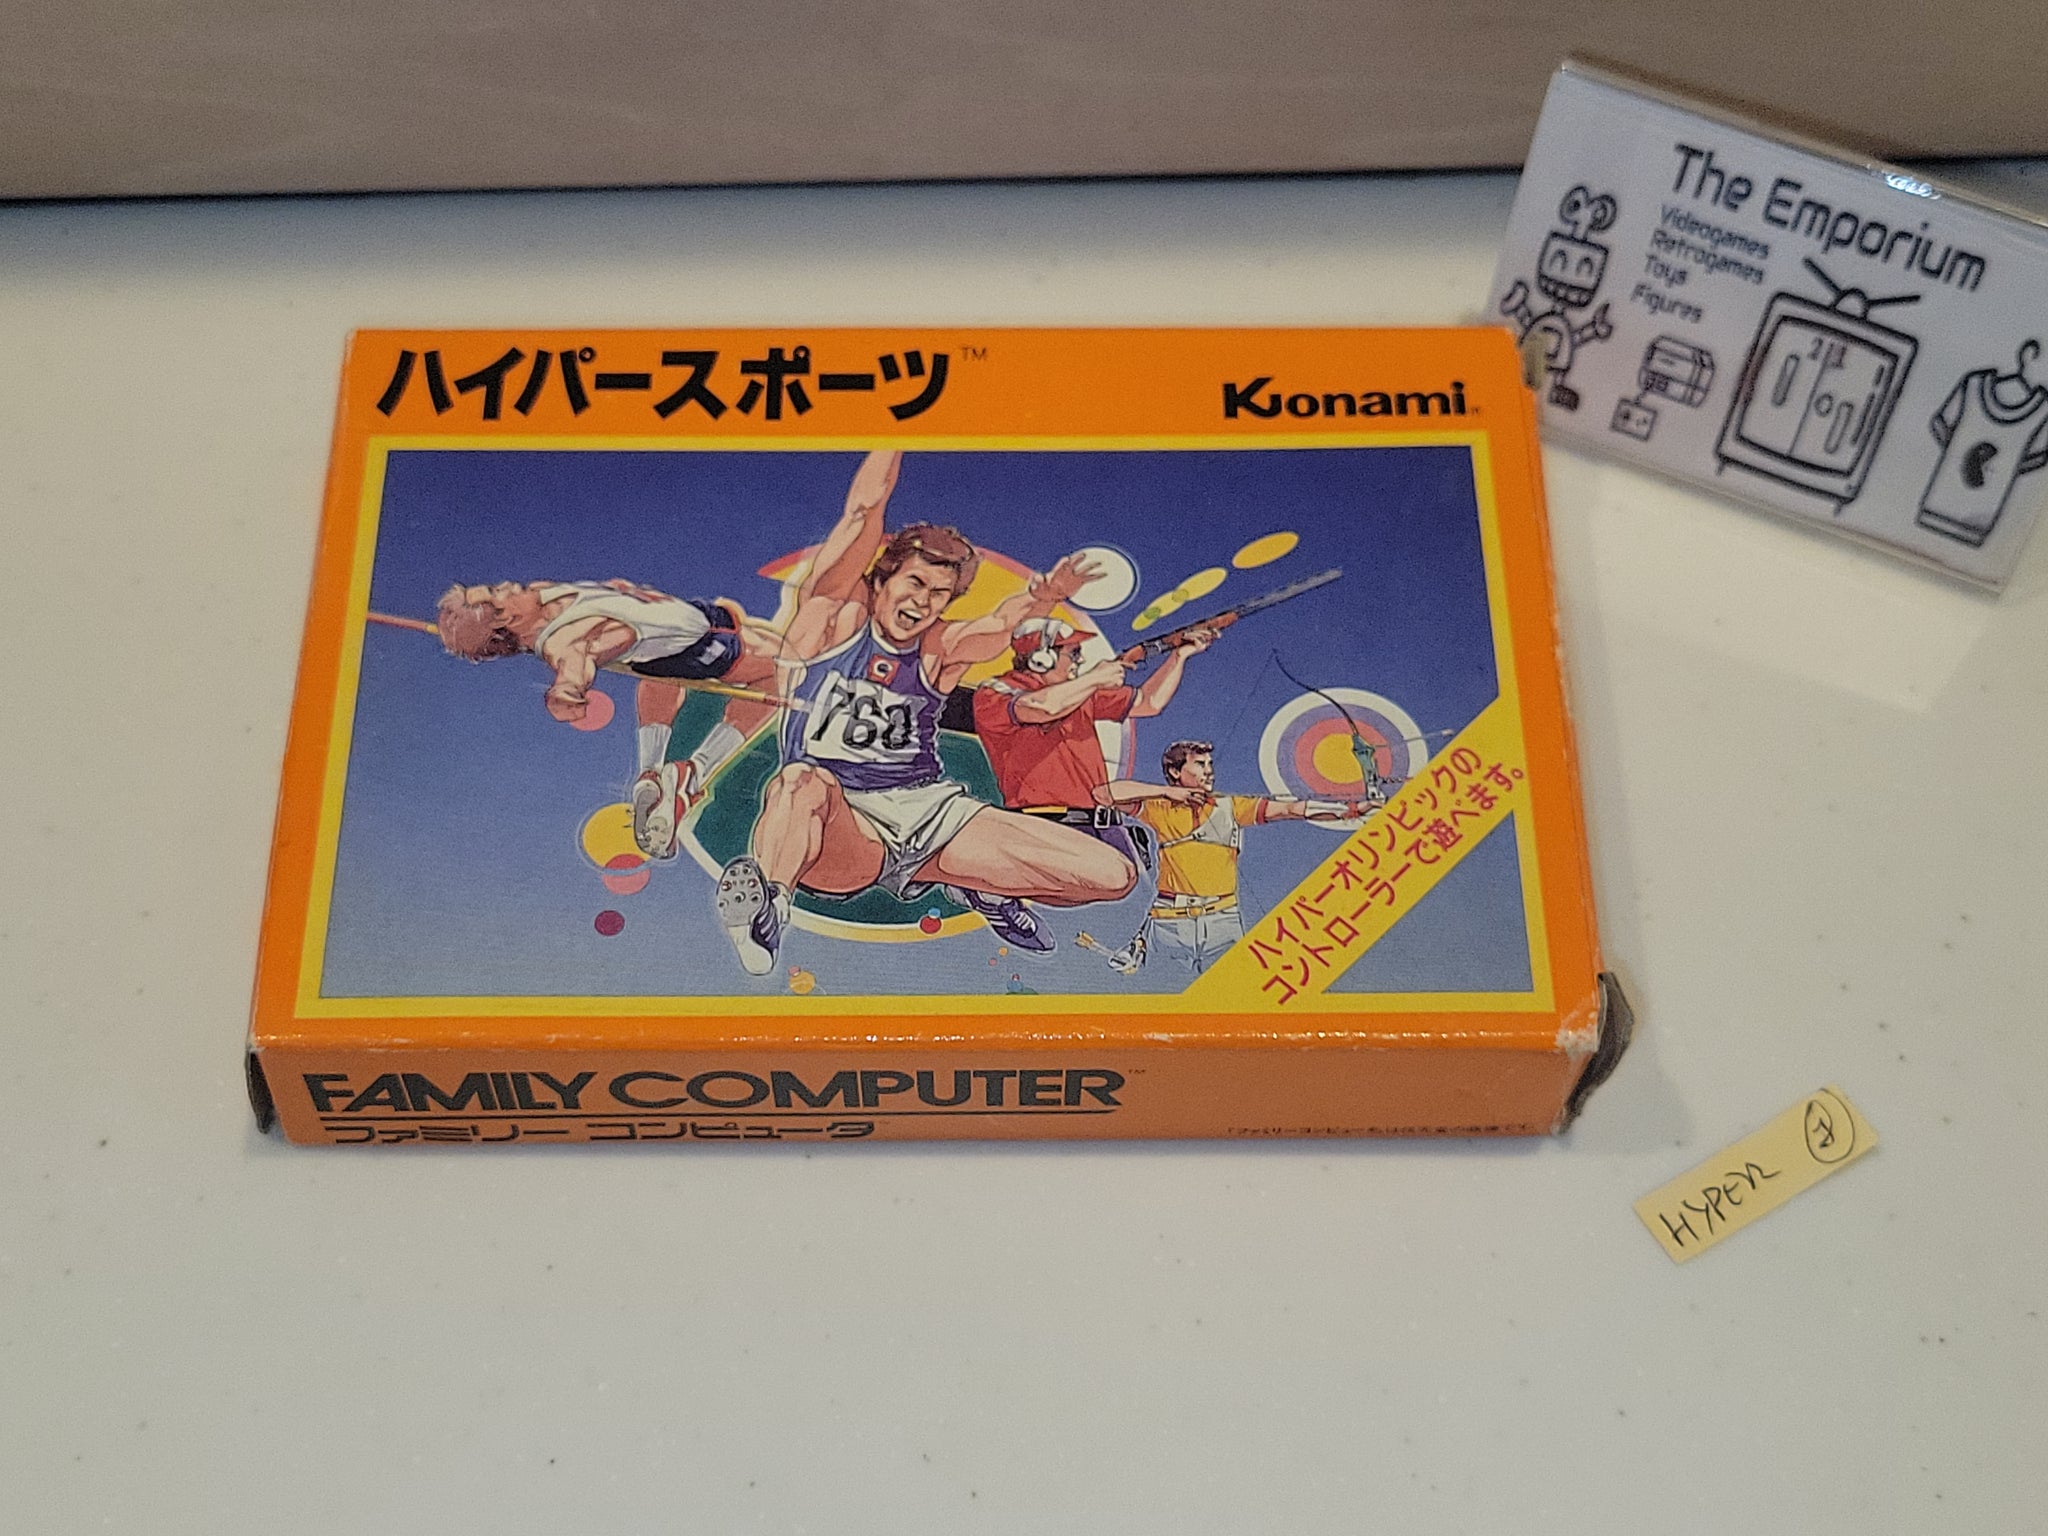 The Emporium
Videogames
Retrogames
Toys
Figures
ハイパースポーツ™
Konami
760
ハイパーオリンピックの
コントローラーで遊べます。
FAMILY COMPUTER™
ファミリーコンピュータ
HYPER